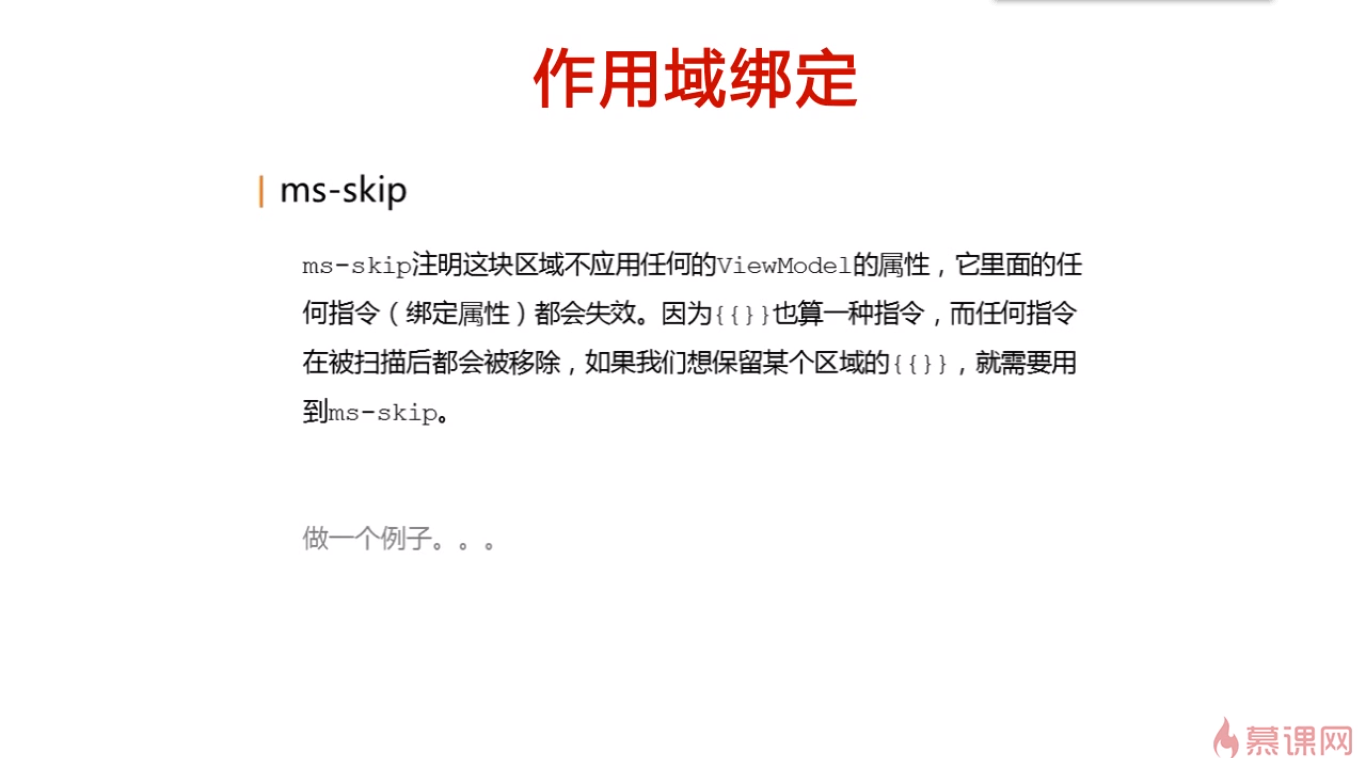 作用域绑定
ms-skip
ms-skip注明这块区域不应用任何的ViewModel的属性，它里面的任
何指令（绑定属性）都会失效。因为{{}}也算一种指令，而任何指令
在被扫描后都会被移除，如果我们想保留某个区域的{{}}，就需要用
到ms-skip。
做一个例子。。。
慕课网